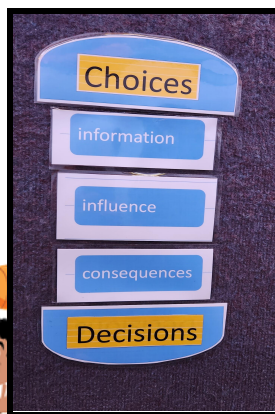 Choices
information
influence
consequences
Decisions